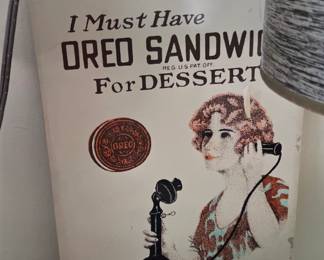 I Must Have
OREO SANDWIC
REG. U.S. PAT. OFF.
For DESSERT
OREO